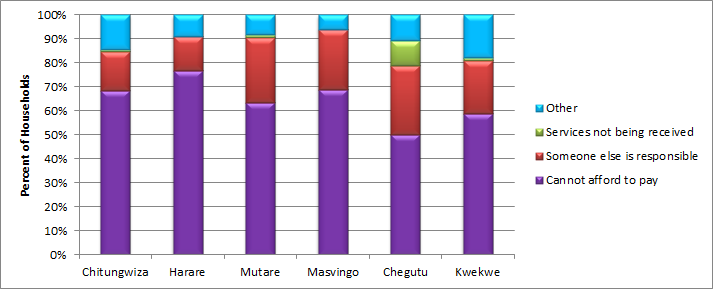 100%
90%
80%
70%
60%
50%
40%
30%
20%
10%
0%
Percent of Households
Chitungwiza Harare Mutare Masvingo Chegutu Kwekwe
Other
Services not being received
Someone else is responsible
Cannot afford to pay